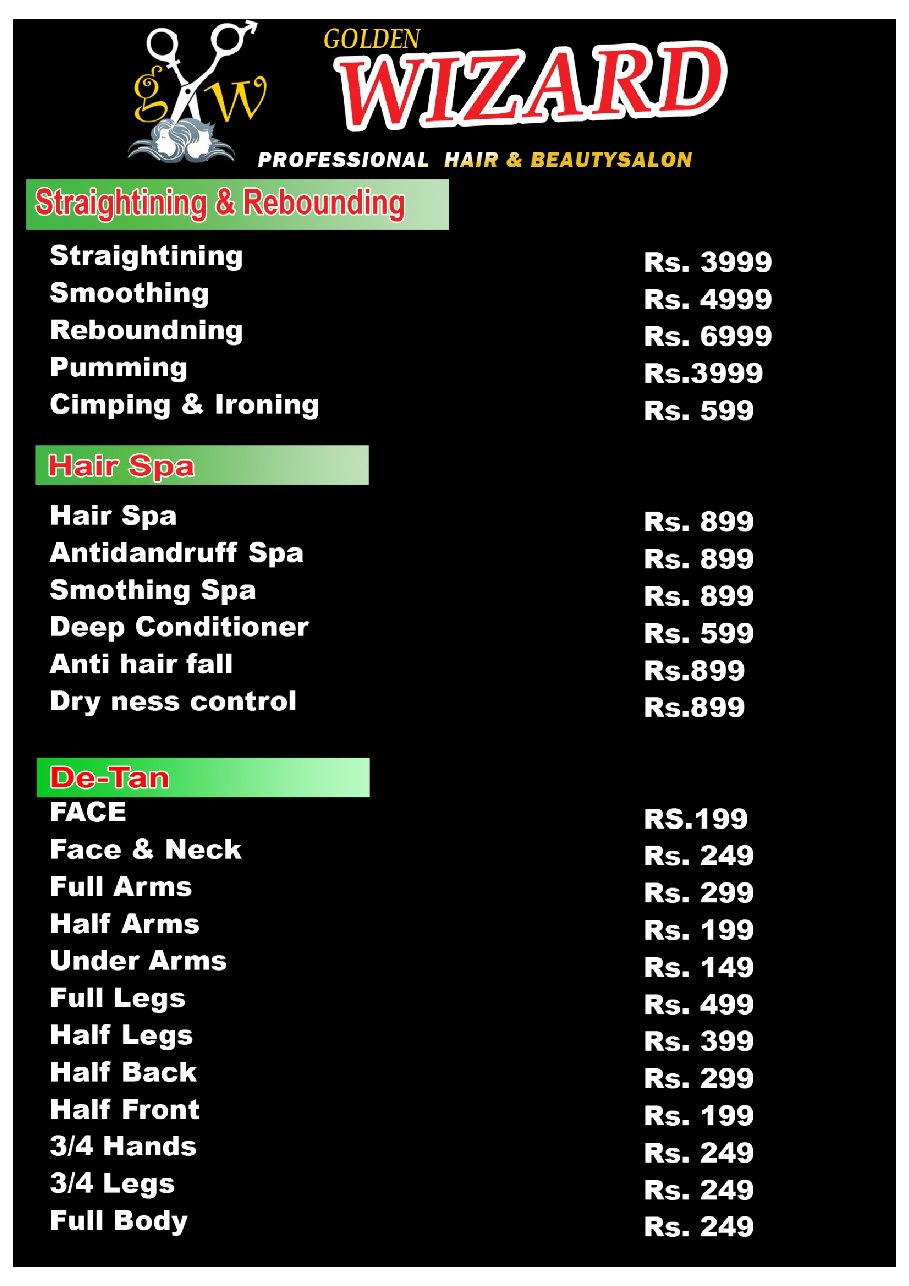 g w
GOLDEN
WIZARD
PROFESSIONAL HAIR & BEAUTYSALON
Straightining & Rebounding
Straightining Rs. 3999
Smoothing Rs. 4999
Reboundning Rs. 6999
Pumming Rs.3999
Cimping & Ironing Rs. 599
Hair Spa
Hair Spa Rs. 899
Antidandruff Spa Rs. 899
Smothing Spa Rs. 899
Deep Conditioner Rs. 599
Anti hair fall Rs.899
Dry ness control Rs.899
De-Tan
FACE RS.199
Face & Neck Rs. 249
Full Arms Rs. 299
Half Arms Rs. 199
Under Arms Rs. 149
Full Legs Rs. 499
Half Legs Rs. 399
Half Back Rs. 299
Half Front Rs. 199
3/4 Hands Rs. 249
3/4 Legs Rs. 249
Full Body Rs. 249